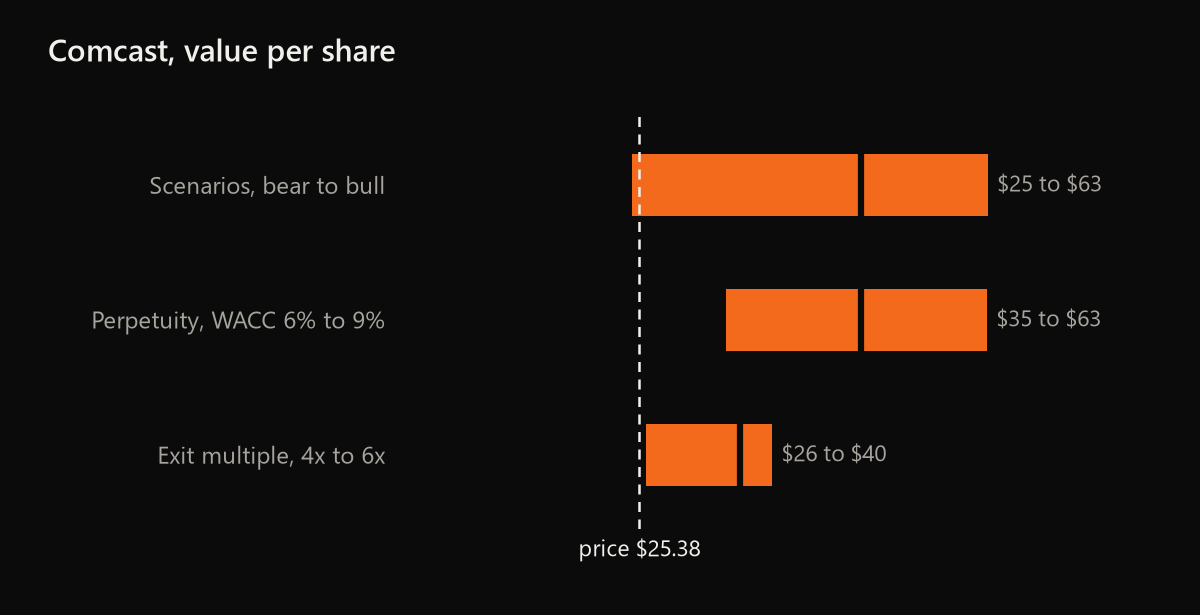 Comcast, value per share
Scenarios, bear to bull
$25 to $63
Perpetuity, WACC 6% to 9%
$35 to $63
Exit multiple, 4x to 6x
$26 to $40
price $25.38